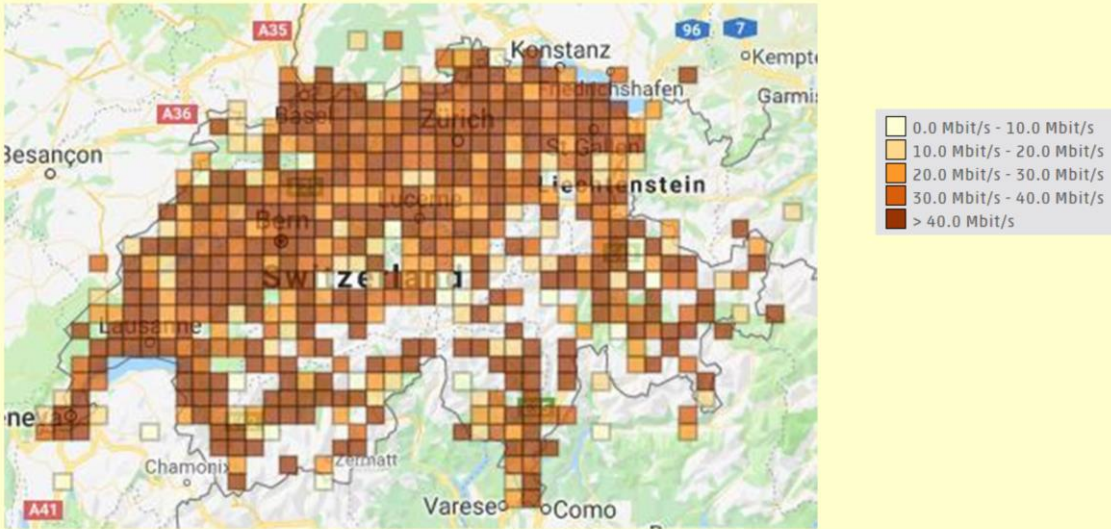 A35
96
7
Konstanz
Kempte
Friedrichshafen
Garmis
A36
Basel
Zürich
Besançon
St Gallen
Liechtenstein
Lucerne
Bern
Switzerland
Lausanne
neva
Chamonix
Zermatt
A41
Varese
Como
0.0 Mbit/s - 10.0 Mbit/s
10.0 Mbit/s - 20.0 Mbit/s
20.0 Mbit/s - 30.0 Mbit/s
30.0 Mbit/s - 40.0 Mbit/s
> 40.0 Mbit/s